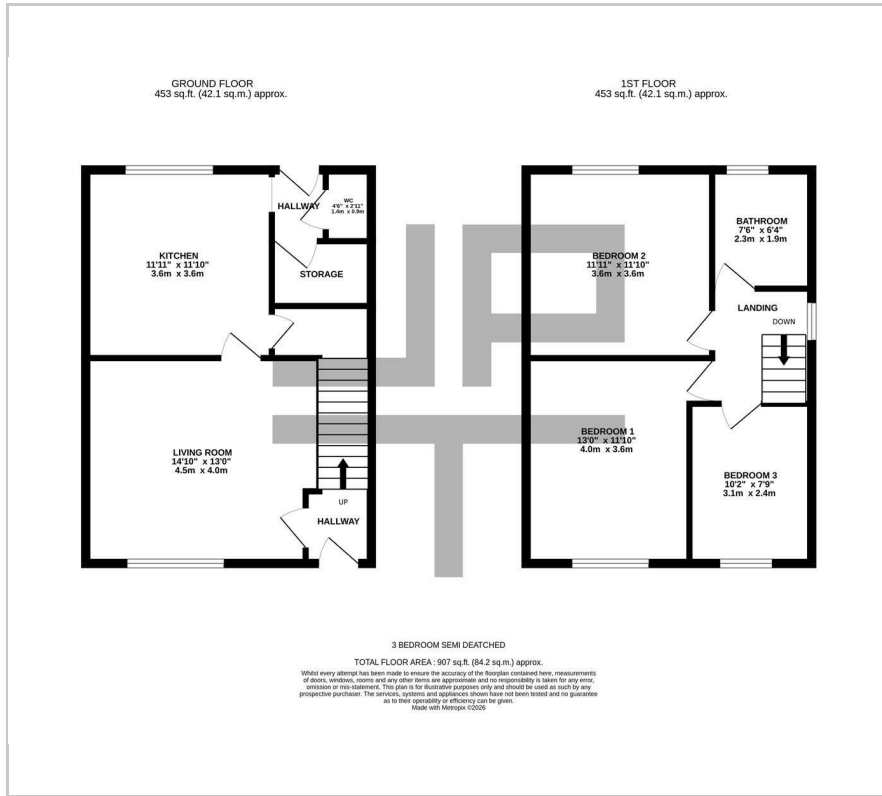 GROUND FLOOR
453 sq.ft. (42.1 sq.m.) approx.
1ST FLOOR
453 sq.ft. (42.1 sq.m.) approx.
HALLWAY
WC
4'6" x 2'11"
1.4m x 0.9m
KITCHEN
11'11" x 11'10"
3.6m x 3.6m
STORAGE
LIVING ROOM
14'10" x 13'0"
4.5m x 4.0m
UP
HALLWAY
BEDROOM 2
11'11" x 11'10"
3.6m x 3.6m
BATHROOM
7'6" x 6'4"
2.3m x 1.9m
LANDING
DOWN
BEDROOM 1
13'0" x 11'10"
4.0m x 3.6m
BEDROOM 3
10'2" x 7'9"
3.1m x 2.4m
JP
T
3 BEDROOM SEMI DEATCHED
TOTAL FLOOR AREA : 907 sq.ft. (84.2 sq.m.) approx.
Whilst every attempt has been made to ensure the accuracy of the floorplan contained here, measurements
of doors, windows, rooms and any other items are approximate and no responsibility is taken for any error,
omission or mis-statement. This plan is for illustrative purposes only and should be used as such by any
prospective purchaser. The services, systems and appliances shown have not been tested and no guarantee
as to their operability or efficiency can be given.
Made with Metropix ©2026